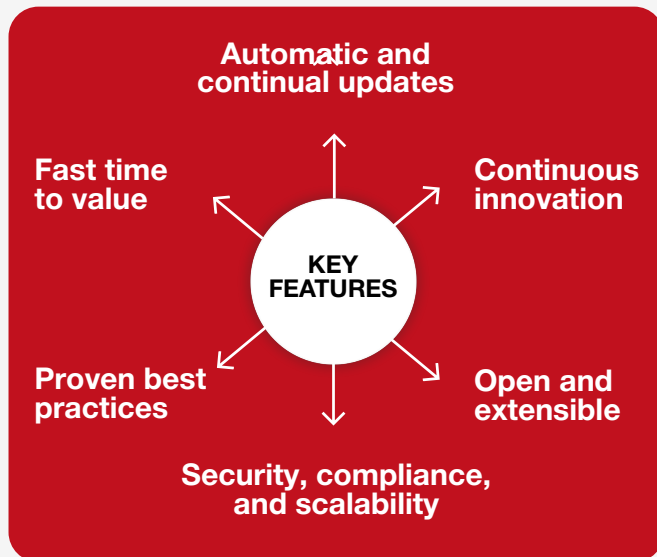 Automatic and
continual updates
Fast time
to value
Continuous
innovation
KEY
FEATURES
Proven best
practices
Open and
extensible
Security, compliance,
and scalability